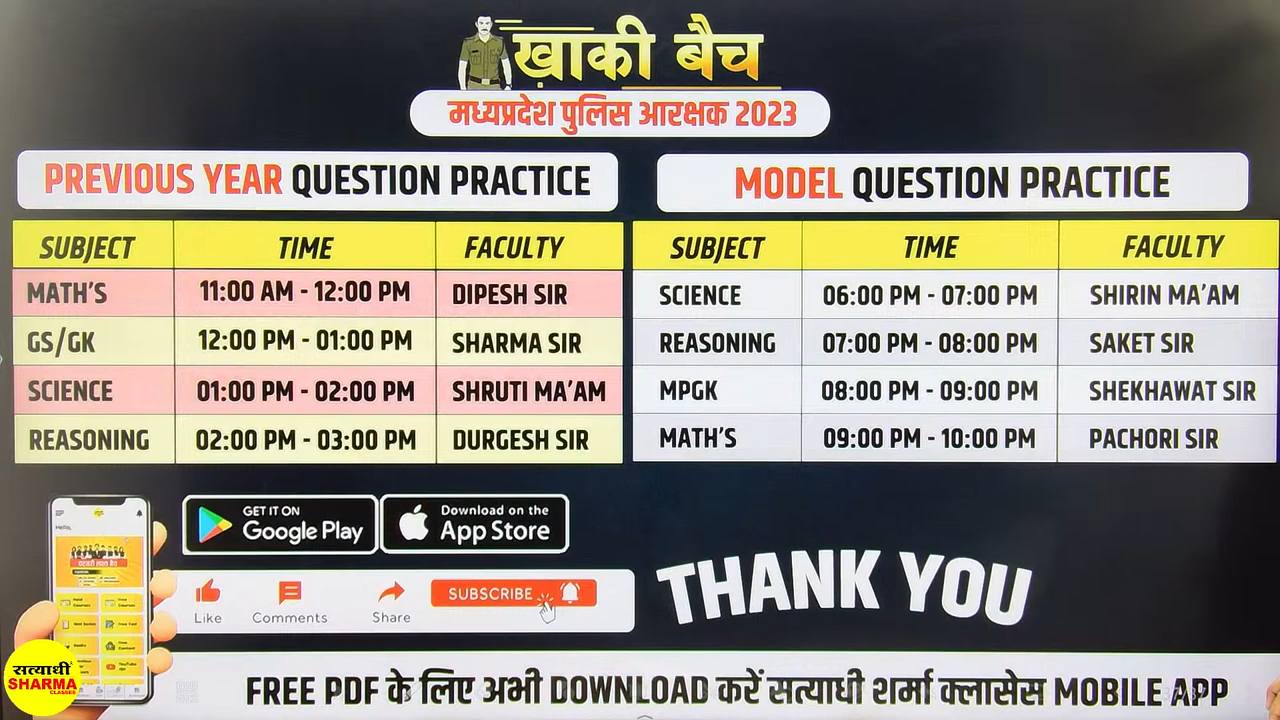 ख़ाकी बैच
मध्यप्रदेश पुलिस आरक्षक 2023
PREVIOUS YEAR QUESTION PRACTICE
SUBJECT TIME FACULTY
MATH'S 11:00 AM - 12:00 PM DIPESH SIR
GS/GK 12:00 PM - 01:00 PM SHARMA SIR
SCIENCE 01:00 PM - 02:00 PM SHRUTI MA'AM
REASONING 02:00 PM - 03:00 PM DURGESH SIR
MODEL QUESTION PRACTICE
SUBJECT TIME FACULTY
SCIENCE 06:00 PM - 07:00 PM SHIRIN MA'AM
REASONING 07:00 PM - 08:00 PM SAKET SIR
MPGK 08:00 PM - 09:00 PM SHEKHAWAT SIR
MATH'S 09:00 PM - 10:00 PM PACHORI SIR
Hello,
GET IT ON
Google Play
Download on the
App Store
Like Comments Share SUBSCRIBE
THANK YOU
सत्यार्थी
SHARMA
CLASSES
FREE PDF के लिए अभी DOWNLOAD करें सत्याधी शर्मा क्लासेस MOBILE APP